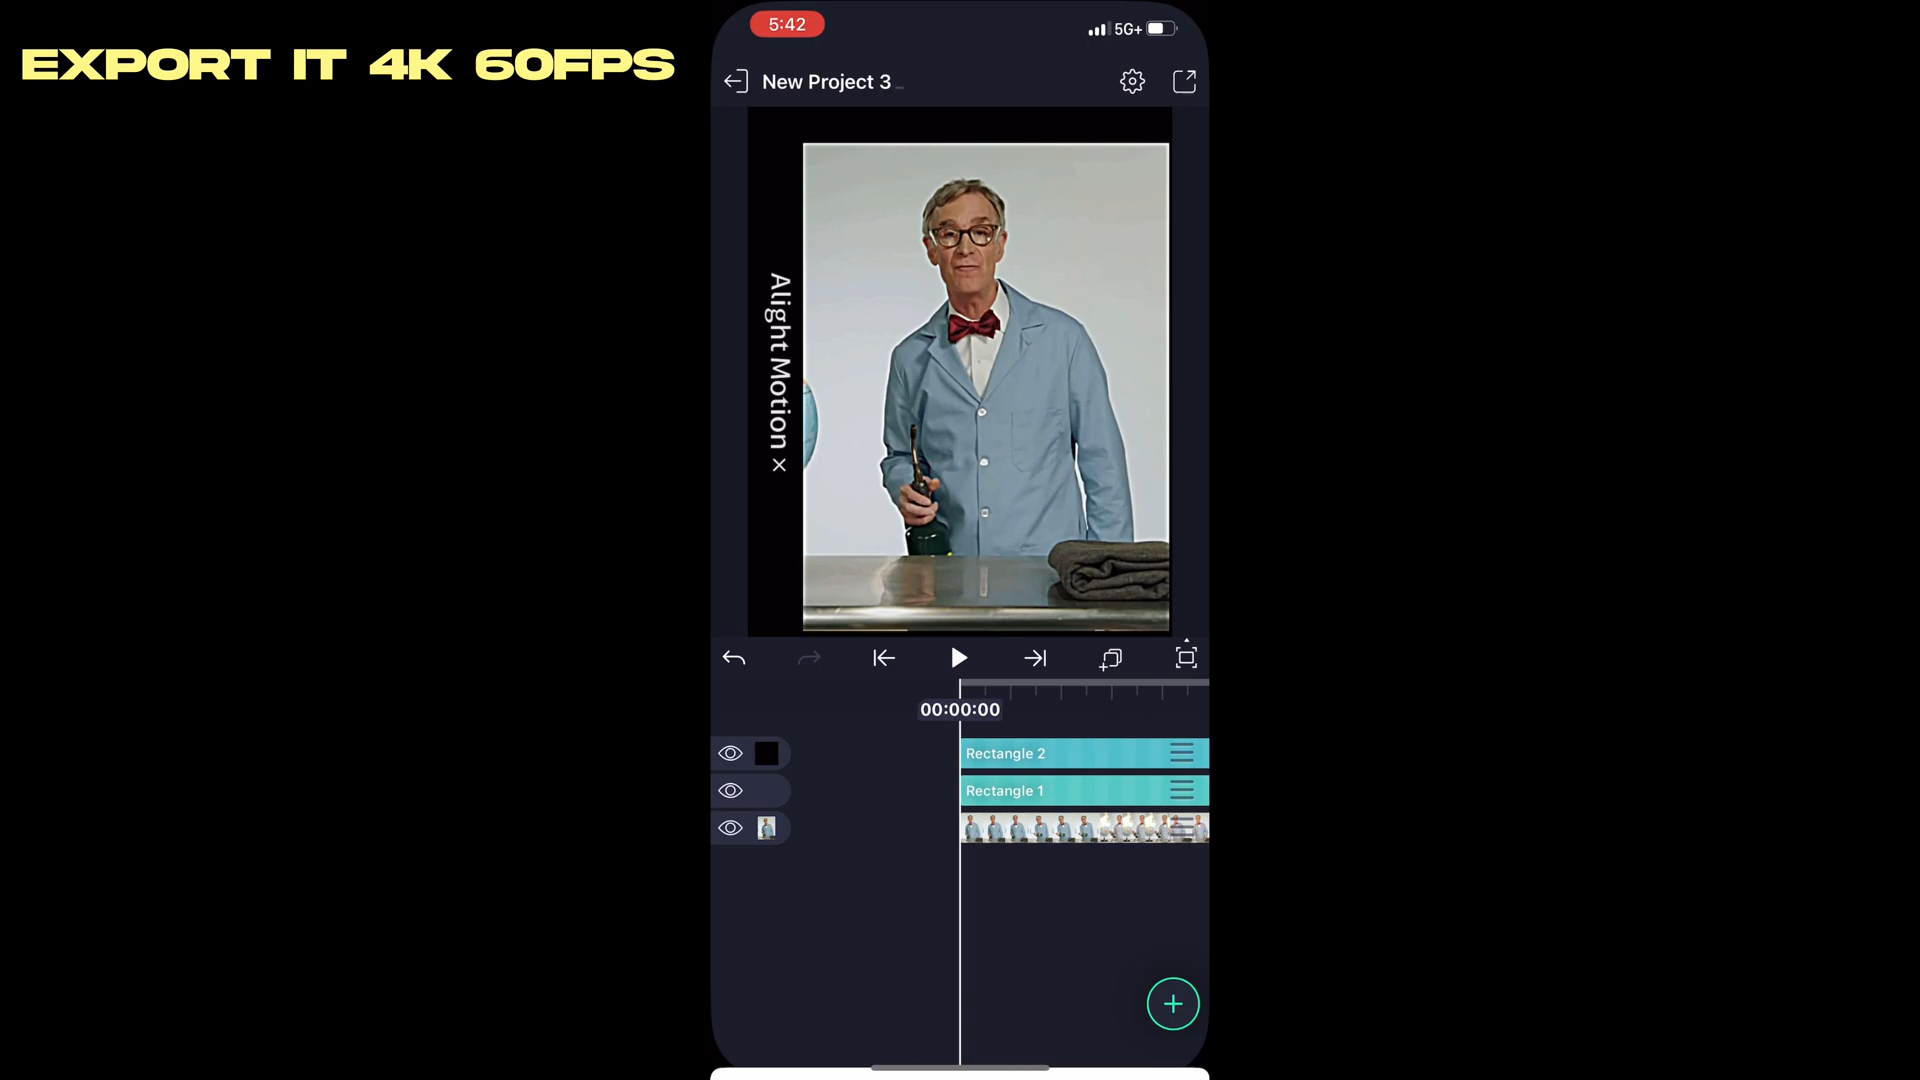 EXPORT IT 4K 60FPS
5:42
5G+
New Project 3
Alight Motion ×
00:00:00
Rectangle 2
Rectangle 1